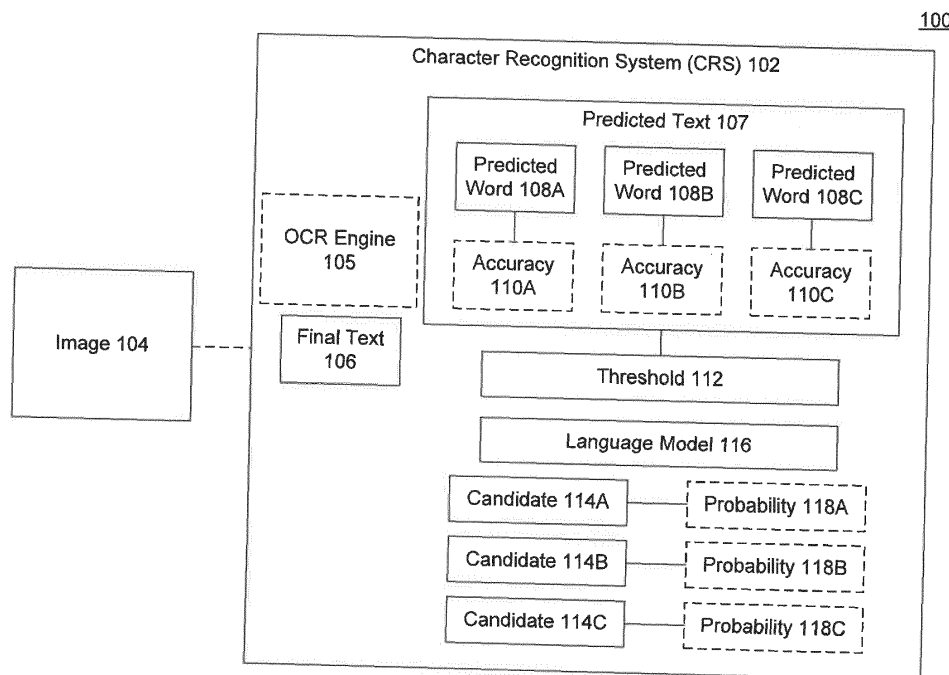 100
Character Recognition System (CRS) 102
Predicted Text 107
Predicted
Word 108A
Predicted
Word 108B
Predicted
Word 108C
OCR Engine
105
Accuracy
110A
Accuracy
110B
Accuracy
110C
Image 104
Final Text
106
Threshold 112
Language Model 116
Candidate 114A
Probability 118A
Candidate 114B
Probability 118B
Candidate 114C
Probability 118C